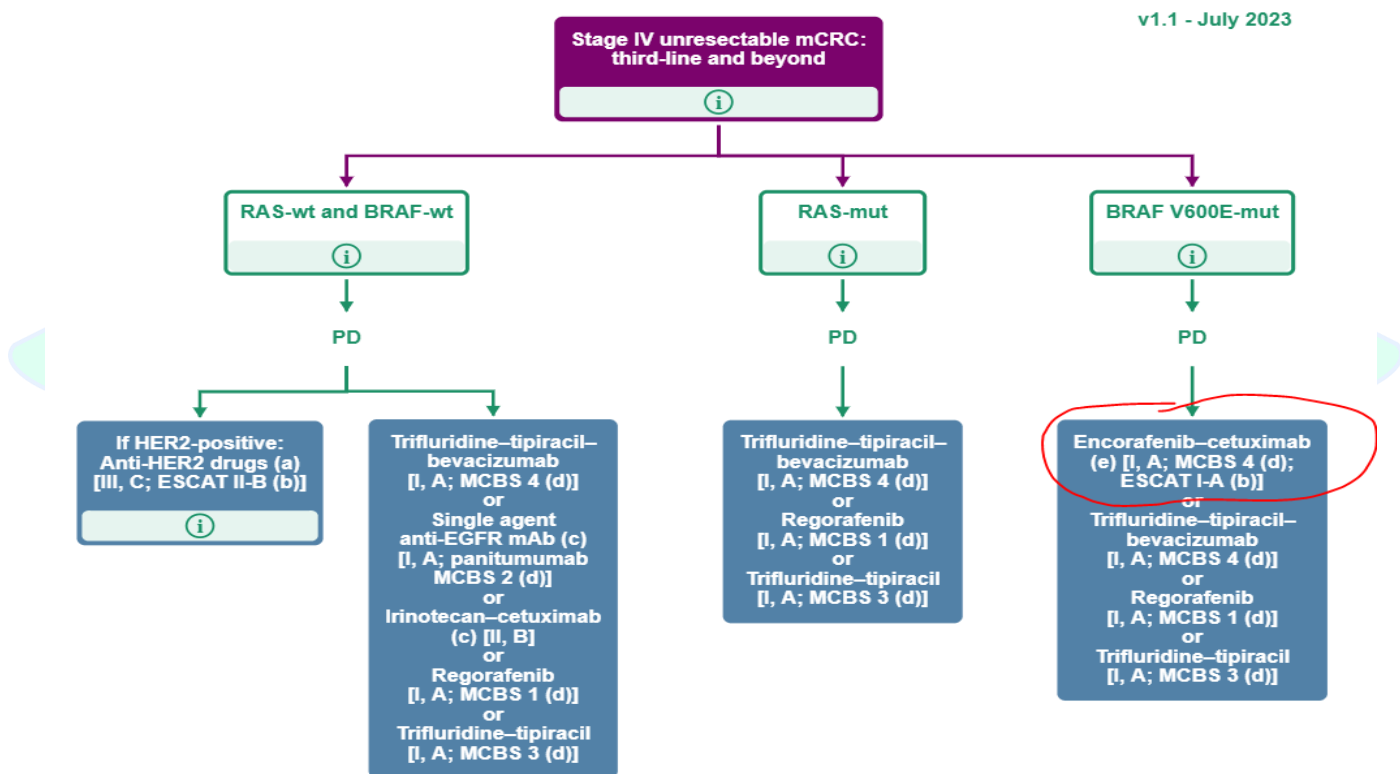 v1.1 - July 2023
Stage IV unresectable mCRC:
third-line and beyond
i
RAS-wt and BRAF-wt
i
RAS-mut
i
BRAF V600E-mut
i
PD
PD
PD
If HER2-positive:
Anti-HER2 drugs (a)
[III, C; ESCAT II-B (b)]
i
Trifluridine–tipiracil–
bevacizumab
[I, A; MCBS 4 (d)]
or
Single agent
anti-EGFR mAb (c)
[I, A; panitumumab
MCBS 2 (d)]
or
Irinotecan–cetuximab
(c) [II, B]
or
Regorafenib
[I, A; MCBS 1 (d)]
or
Trifluridine–tipiracil
[I, A; MCBS 3 (d)]
Trifluridine–tipiracil–
bevacizumab
[I, A; MCBS 4 (d)]
or
Regorafenib
[I, A; MCBS 1 (d)]
or
Trifluridine–tipiracil
[I, A; MCBS 3 (d)]
Encorafenib–cetuximab
(e) [I, A; MCBS 4 (d);
ESCAT I-A (b)]
or
Trifluridine–tipiracil–
bevacizumab
[I, A; MCBS 4 (d)]
or
Regorafenib
[I, A; MCBS 1 (d)]
or
Trifluridine–tipiracil
[I, A; MCBS 3 (d)]